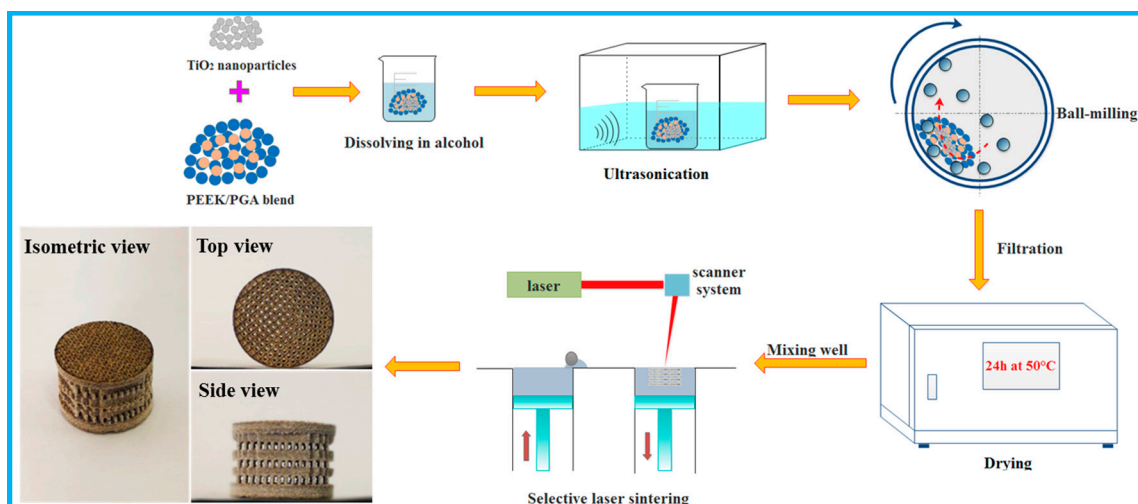 TiO₂ nanoparticles
+
PEEK/PGA blend
Dissolving in alcohol
Ultrasonication
Ball-milling
Filtration
24h at 50°C
Drying
Mixing well
laser
scanner
system
Selective laser sintering
Isometric view
Top view
Side view